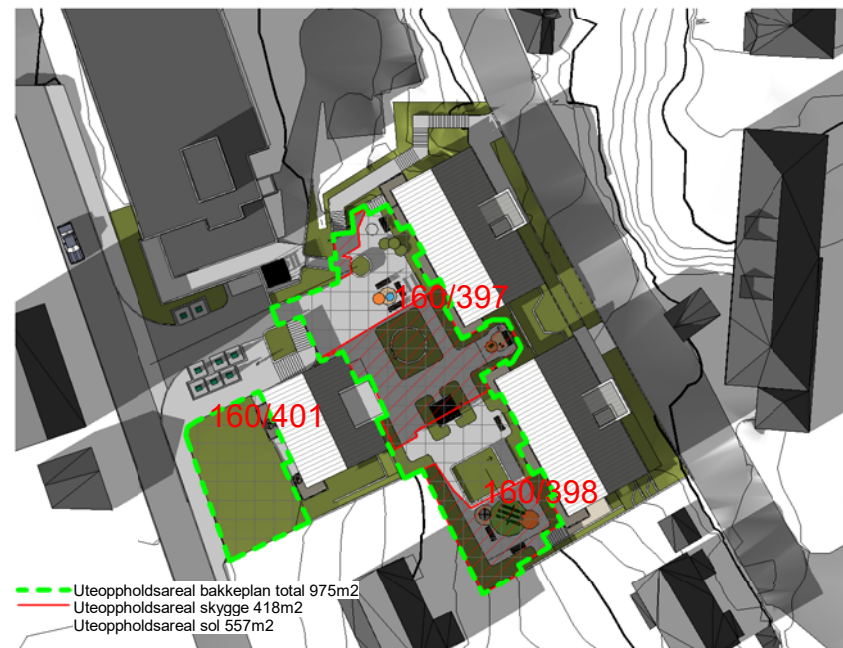 160/397
160/401
160/398
Uteoppholdsareal bakkeplan total 975m2
Uteoppholdsareal skygge 418m2
Uteoppholdsareal sol 557m2